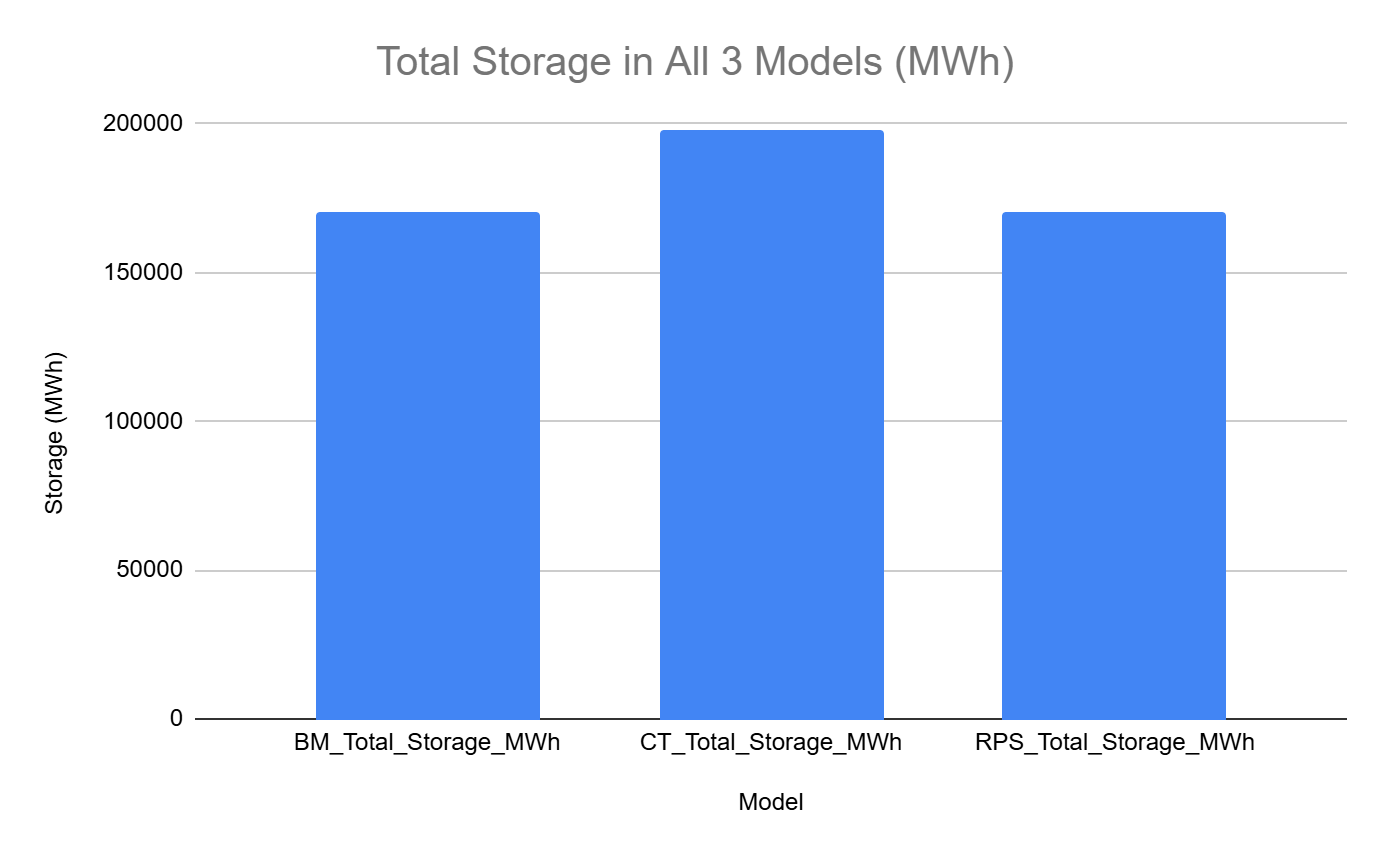 Total Storage in All 3 Models (MWh)
200000
150000
100000
50000
0
Storage (MWh)
BM_Total_Storage_MWh
CT_Total_Storage_MWh
RPS_Total_Storage_MWh
Model